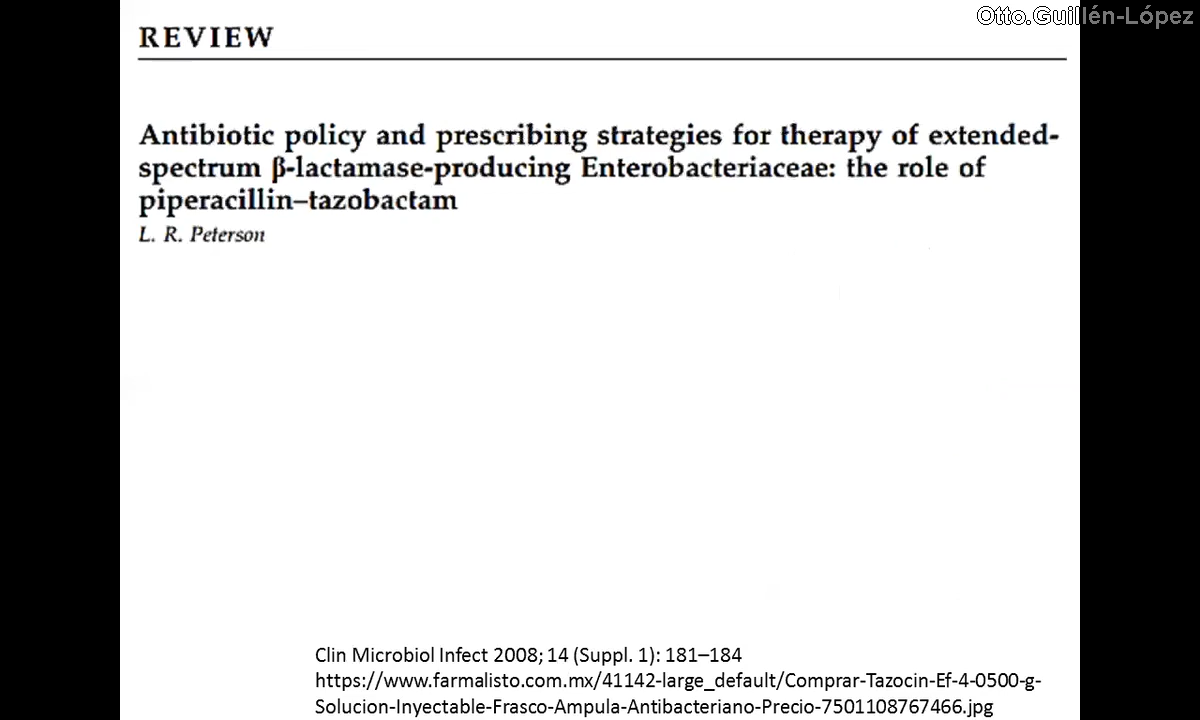 Otto.Guillén-López
REVIEW
Antibiotic policy and prescribing strategies for therapy of extended-
spectrum β-lactamase-producing Enterobacteriaceae: the role of
piperacillin–tazobactam
L. R. Peterson
Clin Microbiol Infect 2008; 14 (Suppl. 1): 181–184
https://www.farmalisto.com.mx/41142-large_default/Comprar-Tazocin-Ef-4-0500-g-
Solucion-Inyectable-Frasco-Ampula-Antibacteriano-Precio-7501108767466.jpg